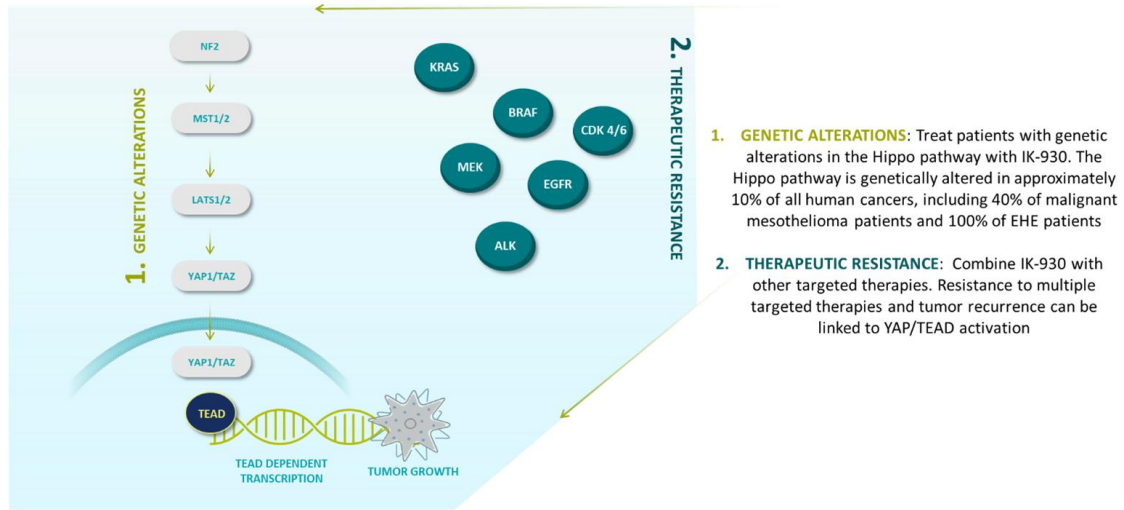 NF2
MST1/2
LATS1/2
YAP1/TAZ
YAP1/TAZ
TEAD
TEAD DEPENDENT
TRANSCRIPTION
TUMOR GROWTH
1. GENETIC ALTERATIONS
KRAS
BRAF
CDK 4/6
MEK
EGFR
ALK
2. THERAPEUTIC RESISTANCE
1. GENETIC ALTERATIONS: Treat patients with genetic
alterations in the Hippo pathway with IK-930. The
Hippo pathway is genetically altered in approximately
10% of all human cancers, including 40% of malignant
mesothelioma patients and 100% of EHE patients
2. THERAPEUTIC RESISTANCE: Combine IK-930 with
other targeted therapies. Resistance to multiple
targeted therapies and tumor recurrence can be
linked to YAP/TEAD activation